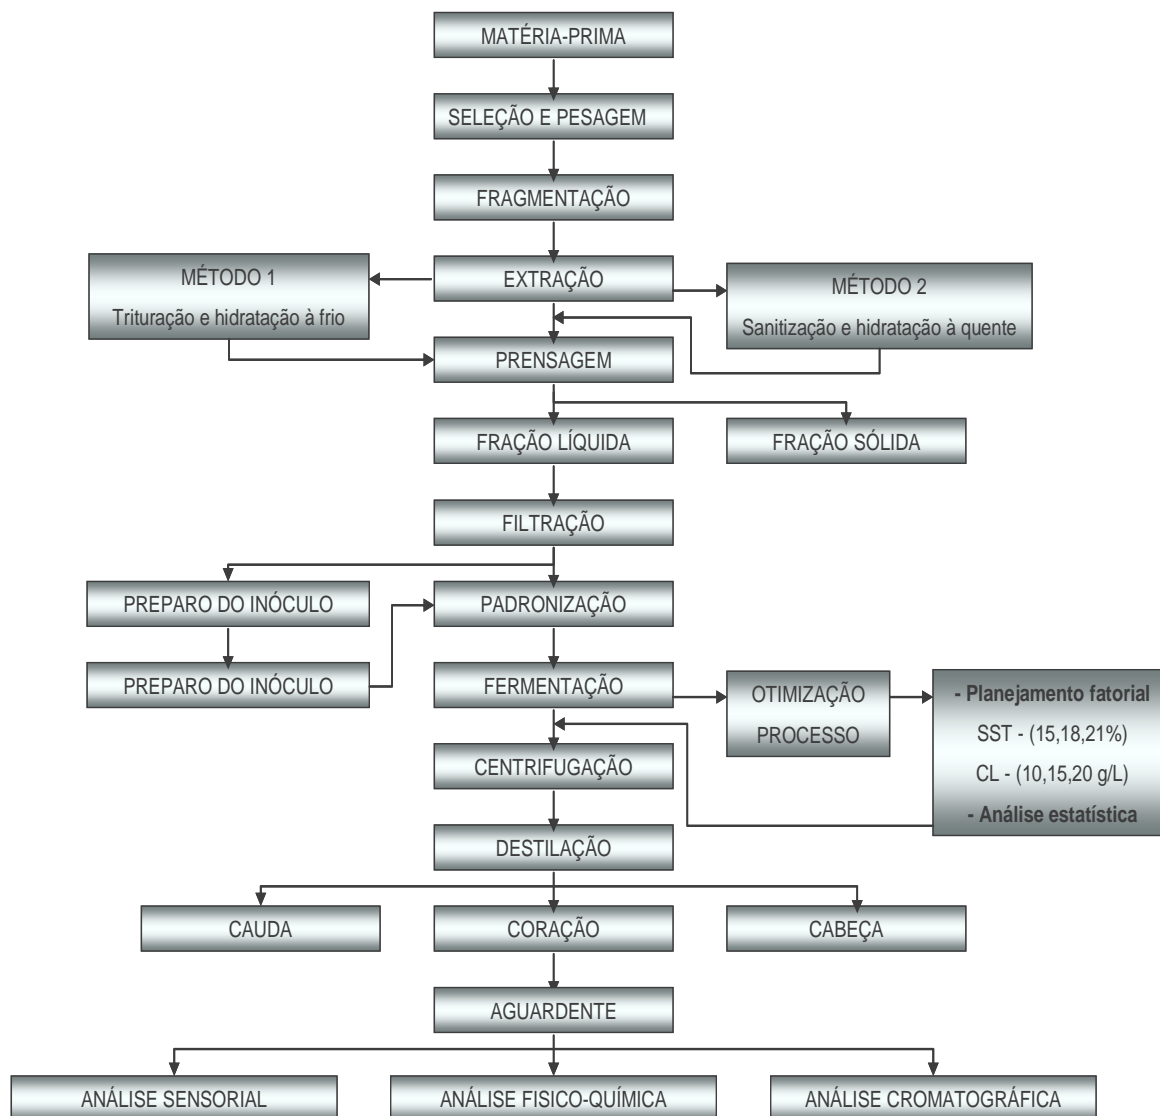 MATÉRIA-PRIMA
SELEÇÃO E PESAGEM
FRAGMENTAÇÃO
MÉTODO 1
Trituração e hidratação à frio
EXTRAÇÃO
MÉTODO 2
Sanitização e hidratação à quente
PRENSAGEM
FRAÇÃO LÍQUIDA
FRAÇÃO SÓLIDA
FILTRAÇÃO
PREPARO DO INÓCULO
PADRONIZAÇÃO
PREPARO DO INÓCULO
FERMENTAÇÃO
OTIMIZAÇÃO
PROCESSO
- Planejamento fatorial
SST - (15,18,21%)
CL - (10,15,20 g/L)
- Análise estatística
CENTRIFUGAÇÃO
DESTILAÇÃO
CAUDA
CORAÇÃO
CABEÇA
AGUARDENTE
ANÁLISE SENSORIAL
ANÁLISE FISICO-QUÍMICA
ANÁLISE CROMATOGRÁFICA